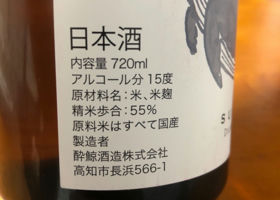 日本酒
内容量 720ml
アルコール分 15度
原材料名：米、米麹
精米歩合：55％
原料米はすべて国産
製造者
酔鯨酒造株式会社
高知市長浜566-1